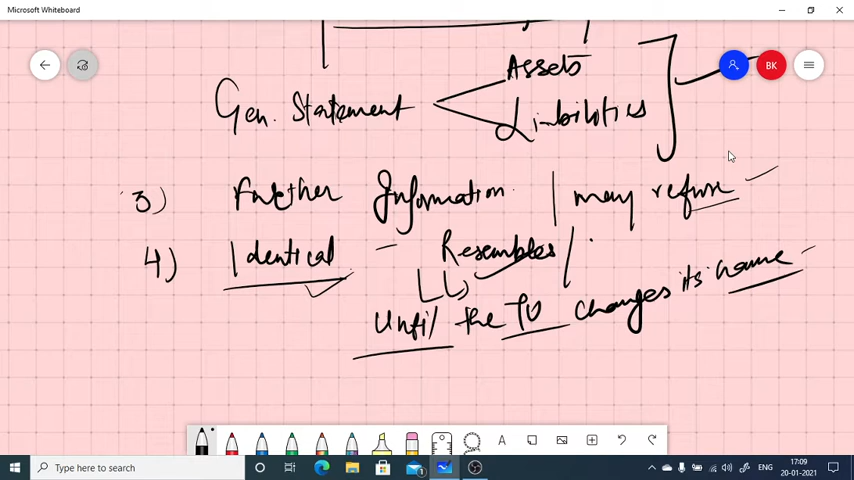 Microsoft Whiteboard
BK
Assets
Gen. Statement
Liabilities
3) Further Information | may refuse
4) Identical - Resembles |
Until the TU changes its name
A
Type here to search
1
ENG
17:09
20-01-2021